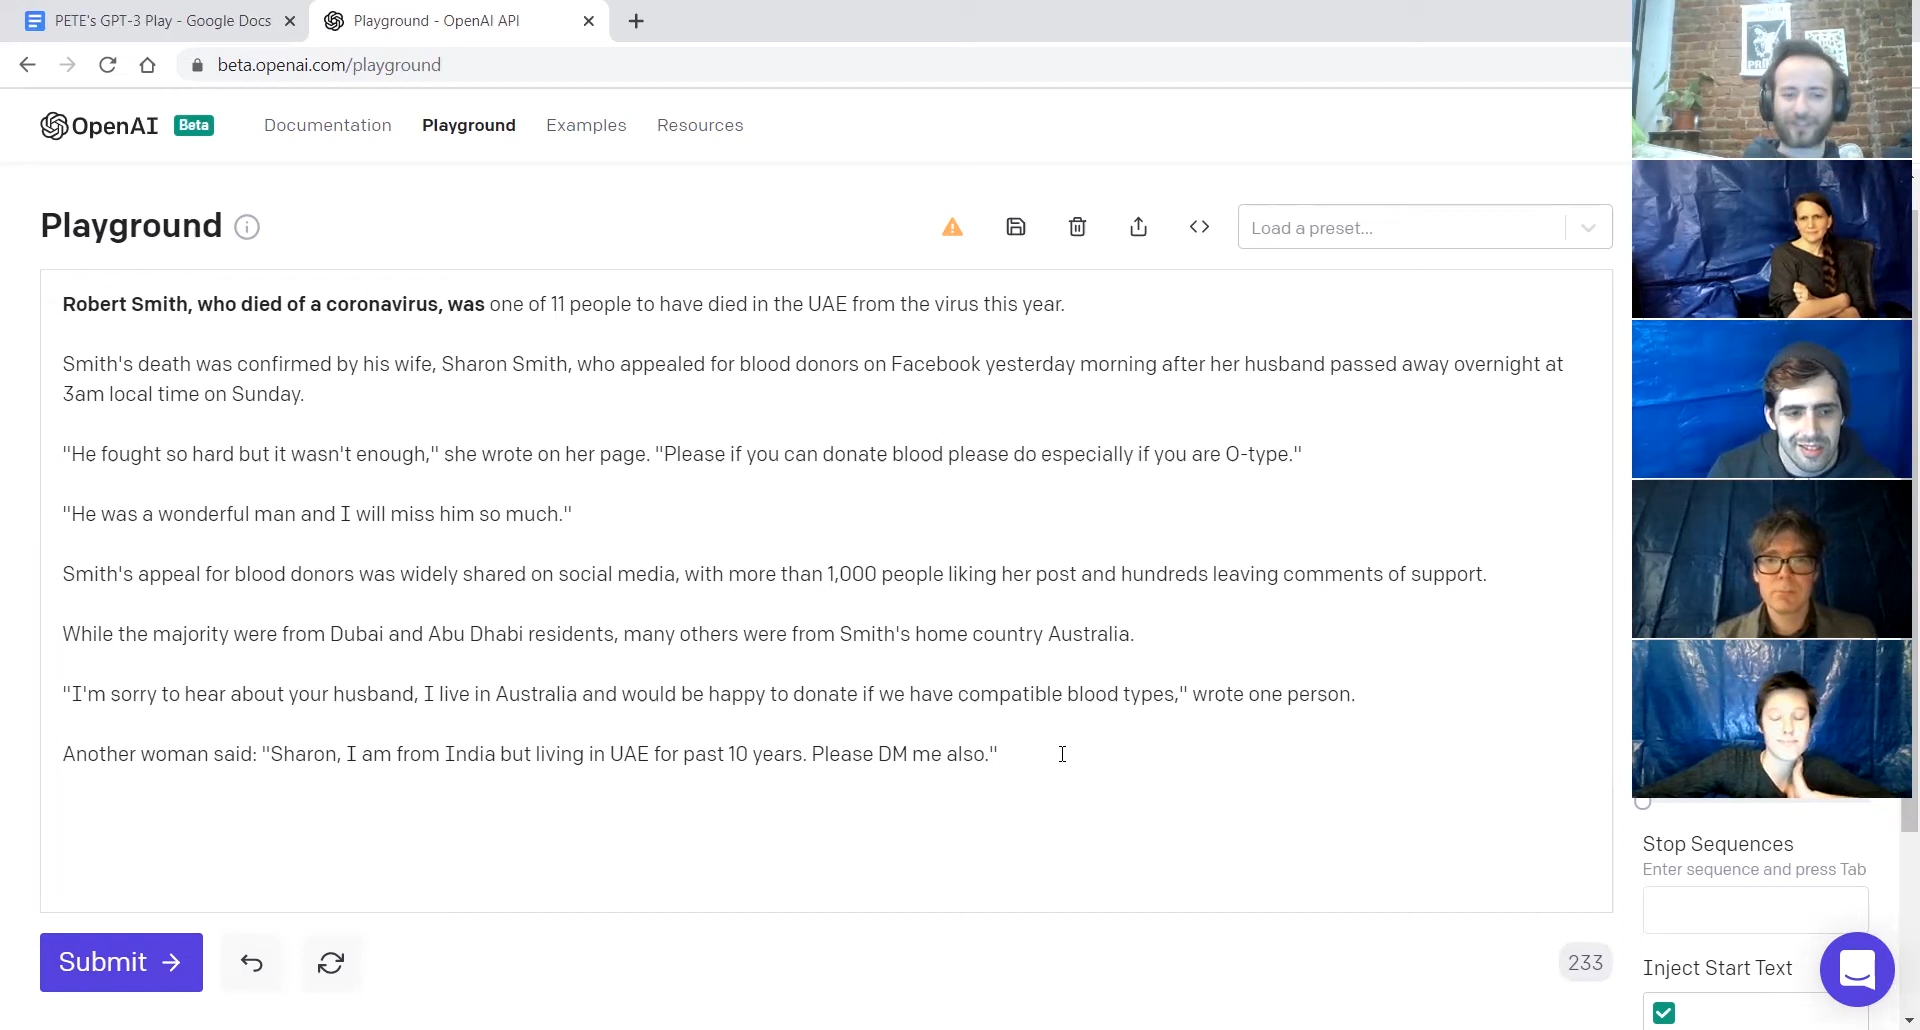 PETE's GPT-3 Play - Google Docs
Playground - OpenAI API
beta.openai.com/playground
OpenAI Beta Documentation Playground Examples Resources
Playground
Load a preset...
Robert Smith, who died of a coronavirus, was one of 11 people to have died in the UAE from the virus this year.
Smith's death was confirmed by his wife, Sharon Smith, who appealed for blood donors on Facebook yesterday morning after her husband passed away overnight at
3am local time on Sunday.
"He fought so hard but it wasn't enough," she wrote on her page. "Please if you can donate blood please do especially if you are O-type."
"He was a wonderful man and I will miss him so much."
Smith's appeal for blood donors was widely shared on social media, with more than 1,000 people liking her post and hundreds leaving comments of support.
While the majority were from Dubai and Abu Dhabi residents, many others were from Smith's home country Australia.
"I'm sorry to hear about your husband, I live in Australia and would be happy to donate if we have compatible blood types," wrote one person.
Another woman said: "Sharon, I am from India but living in UAE for past 10 years. Please DM me also."
Submit
233
Stop Sequences
Enter sequence and press Tab
Inject Start Text